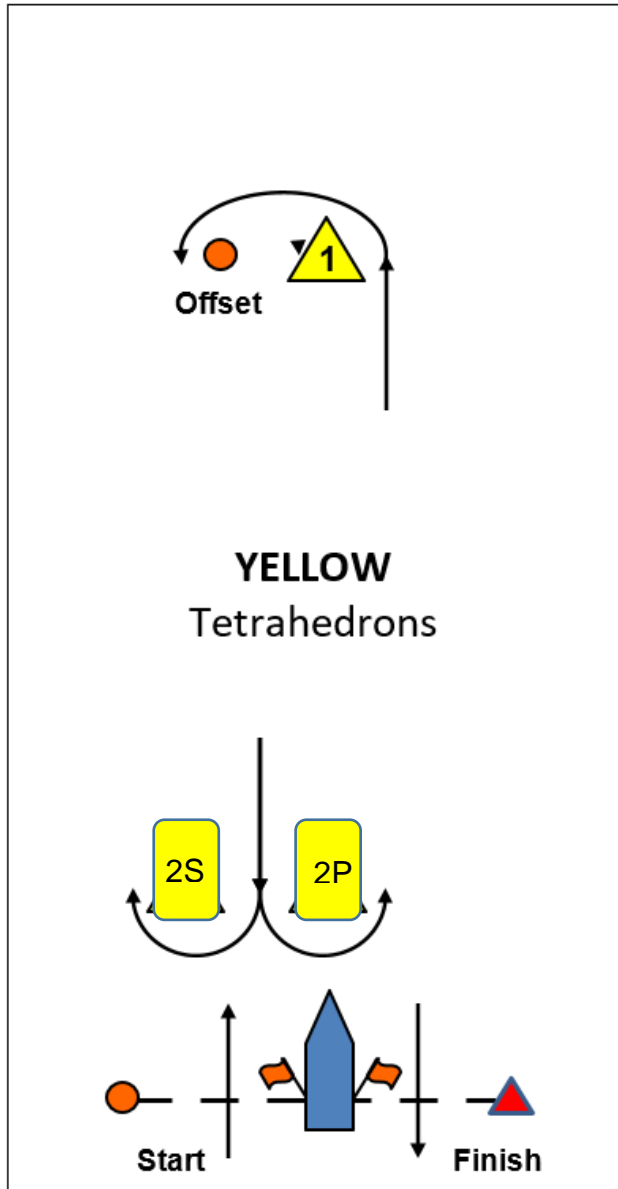 1
Offset
YELLOW
Tetrahedrons
2S 2P
Start Finish